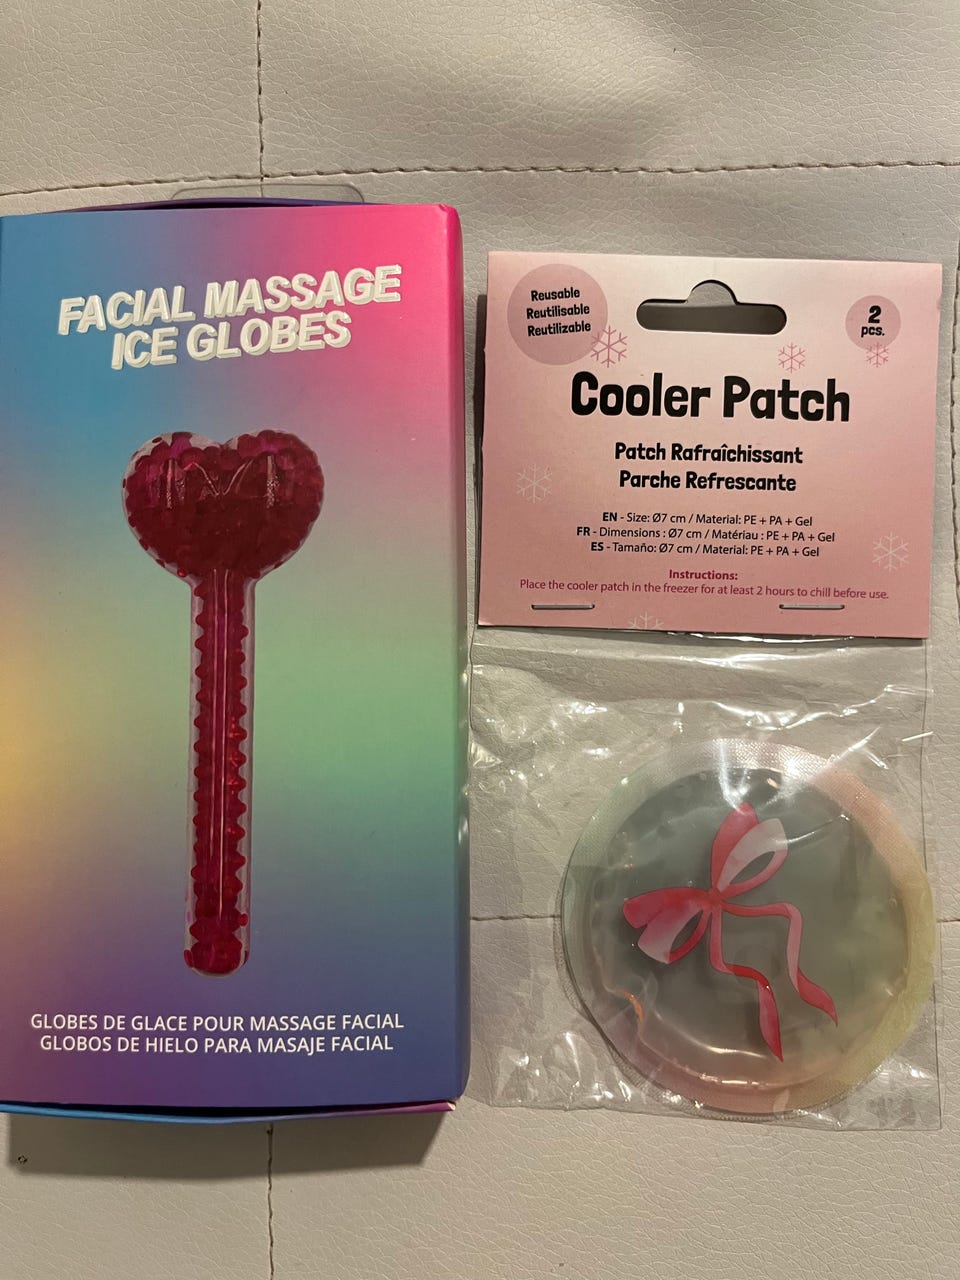 FACIAL MASSAGE
ICE GLOBES
GLOBES DE GLACE POUR MASSAGE FACIAL
GLOBOS DE HIELO PARA MASAJE FACIAL
Reusable
Reutilisable
Reutilizable
2
pcs.
Cooler Patch
Patch Rafraîchissant
Parche Refrescante
EN - Size: Ø7 cm / Material: PE + PA + Gel
FR - Dimensions : Ø7 cm / Matériau : PE + PA + Gel
ES - Tamaño: Ø7 cm / Material: PE + PA + Gel
Instructions:
Place the cooler patch in the freezer for at least 2 hours to chill before use.